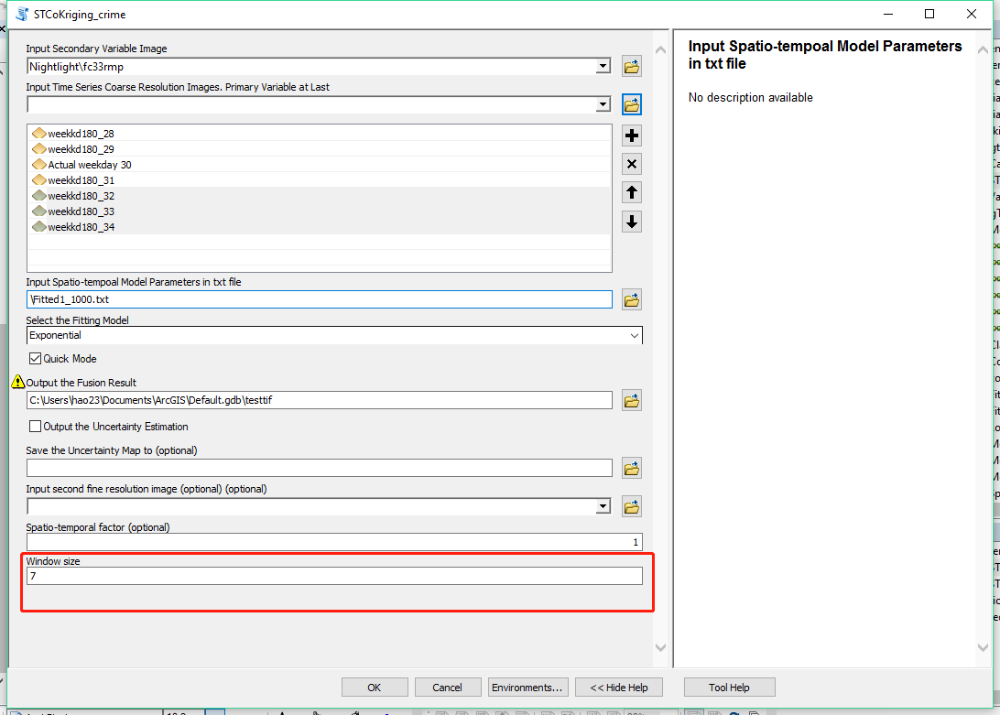 STCoKriging_crime
Input Secondary Variable Image
Nightlight\fc33rmp
Input Time Series Coarse Resolution Images. Primary Variable at Last
weekkd180_28
weekkd180_29
Actual weekday 30
weekkd180_31
weekkd180_32
weekkd180_33
weekkd180_34
Input Spatio-tempoal Model Parameters in txt file
\Fitted1_1000.txt
Select the Fitting Model
Exponential
Quick Mode
Output the Fusion Result
C:\Users\hao23\Documents\ArcGIS\Default.gdb\testtif
Output the Uncertainty Estimation
Save the Uncertainty Map to (optional)
Input second fine resolution image (optional) (optional)
Spatio-temporal factor (optional)
1
Window size
7
OK
Cancel
Environments...
<< Hide Help
Tool Help
Input Spatio-tempoal Model Parameters
in txt file
No description available